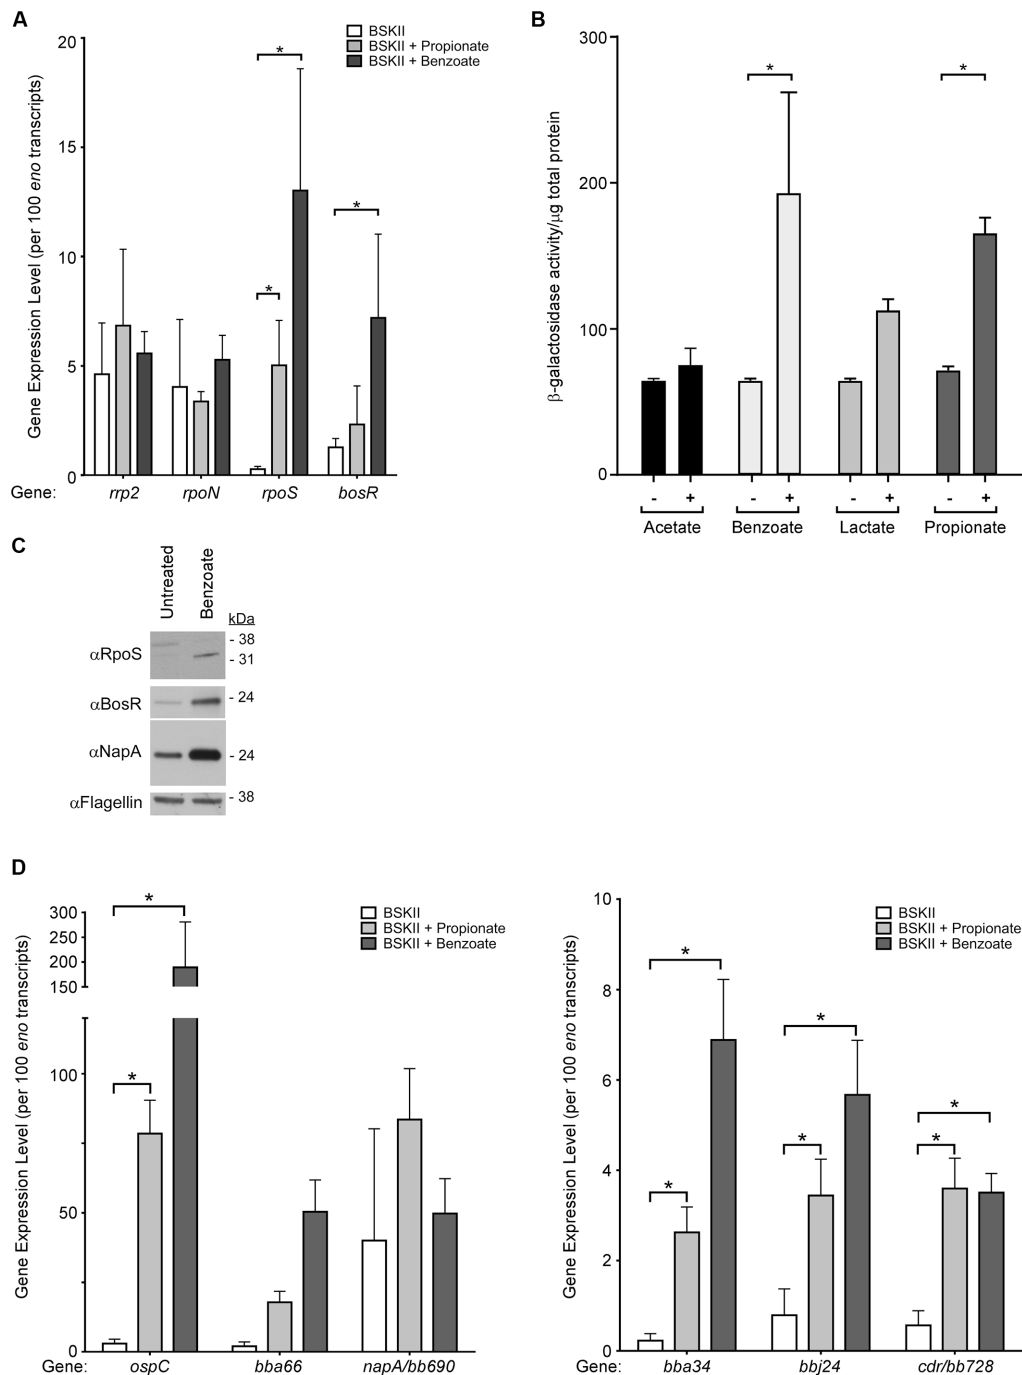 A
BSKII
BSKII + Propionate
BSKII + Benzoate
Gene Expression Level (per 100 eno transcripts)
20
15
10
5
0
*
*
*
Gene: rrp2 rpoN rpoS bosR
B
β-galactosidase activity/µg total protein
300
200
100
0
* *
- + - + - + - +
Acetate Benzoate Lactate Propionate
C
Untreated
Benzoate
kDa
αRpoS
- 38
- 31
αBosR
- 24
αNapA
- 24
αFlagellin
- 38
D
BSKII
BSKII + Propionate
BSKII + Benzoate
Gene Expression Level (per 100 eno transcripts)
300
250
200
150
100
50
0
*
*
Gene: ospC bba66 napA/bb690
BSKII
BSKII + Propionate
BSKII + Benzoate
Gene Expression Level (per 100 eno transcripts)
10
8
6
4
2
0
*
*
*
*
*
*
Gene: bba34 bbj24 cdr/bb728